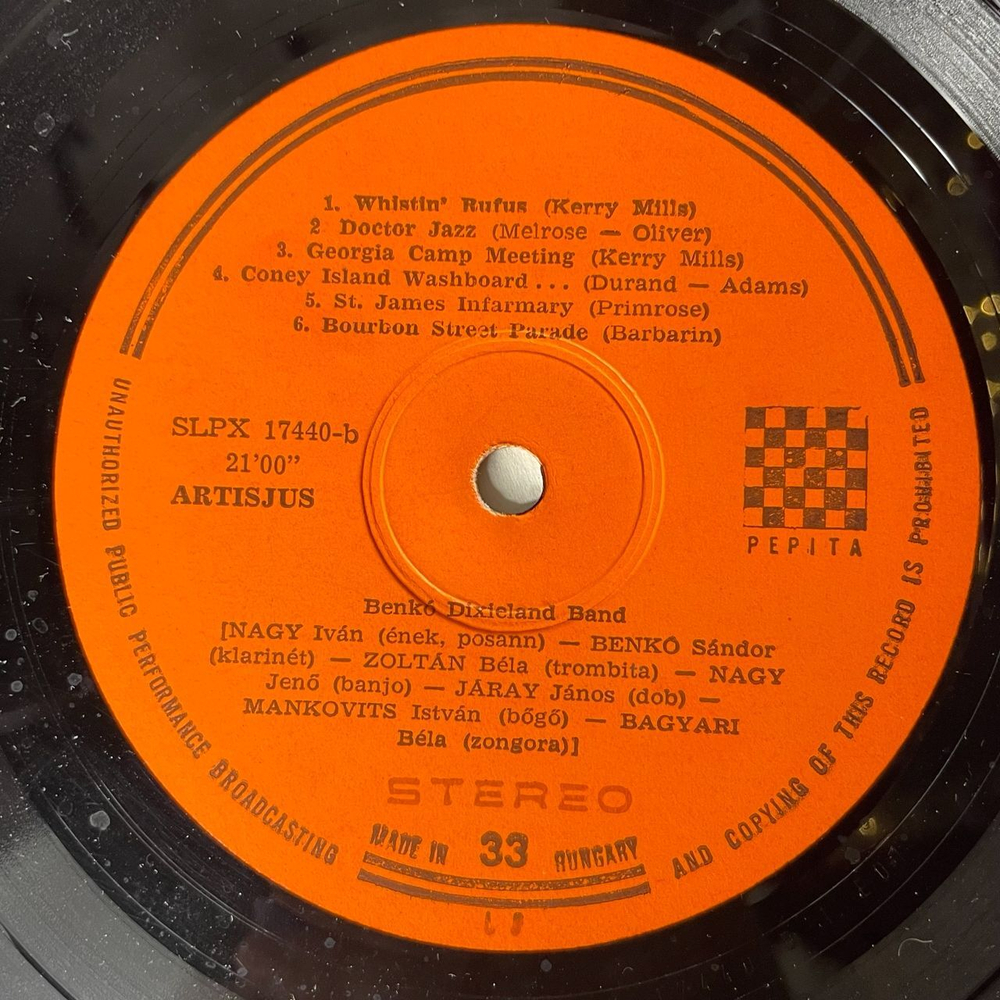 1. Whistin' Rufus (Kerry Mills)
2 Doctor Jazz (Melrose — Oliver)
3. Georgia Camp Meeting (Kerry Mills)
4. Coney Island Washboard ... (Durand — Adams)
5. St. James Infarmary (Primrose)
6. Bourbon Street Parade (Barbarin)
SLPX 17440-b
21'00”
ARTISJUS
PEPITA
Benkó Dixieland Band
[NAGY Iván (ének, posann) — BENKÓ Sándor
(klarinét) — ZOLTÁN Béla (trombita) — NAGY
Jenő (banjo) — JÁRAY János (dob) —
MANKOVITS István (bőgő) — BAGYARI
Béla (zongora)]
STEREO
MADE IN 33 HUNGARY
UNAUTHORIZED PUBLIC PERFORMANCE BROADCASTING AND COPYING OF THIS RECORD IS PROHIBITED